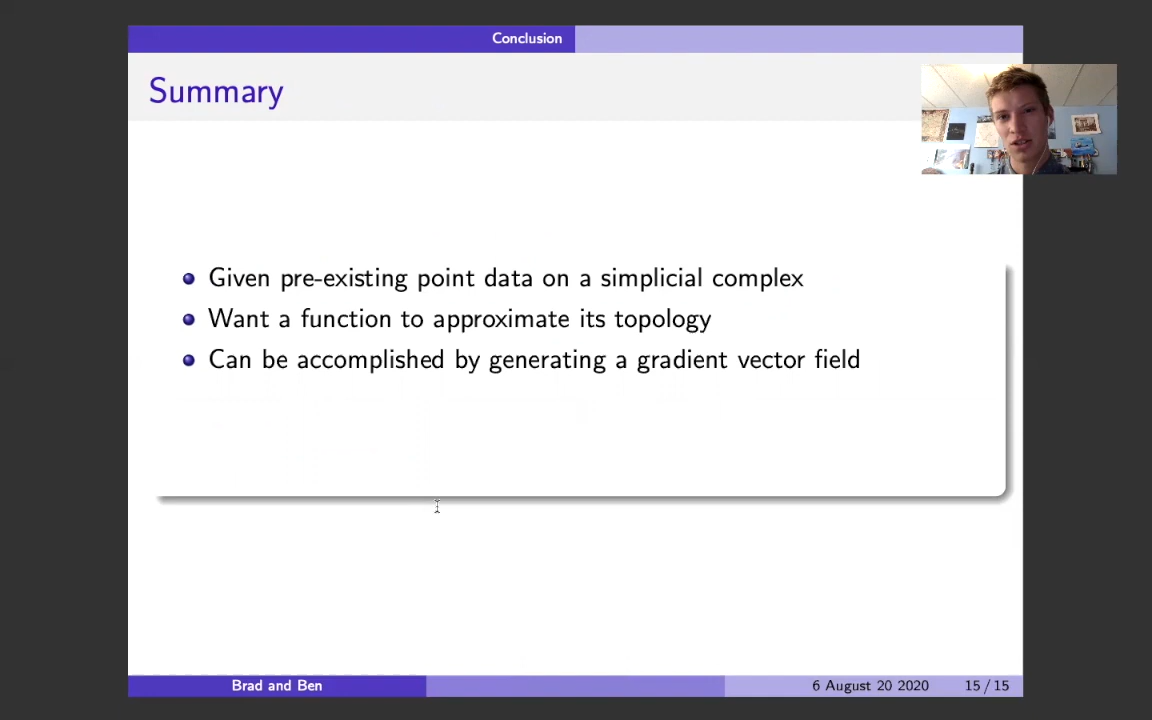 Conclusion
Summary
Given pre-existing point data on a simplicial complex
Want a function to approximate its topology
Can be accomplished by generating a gradient vector field
Brad and Ben
6 August 20 2020
15 / 15